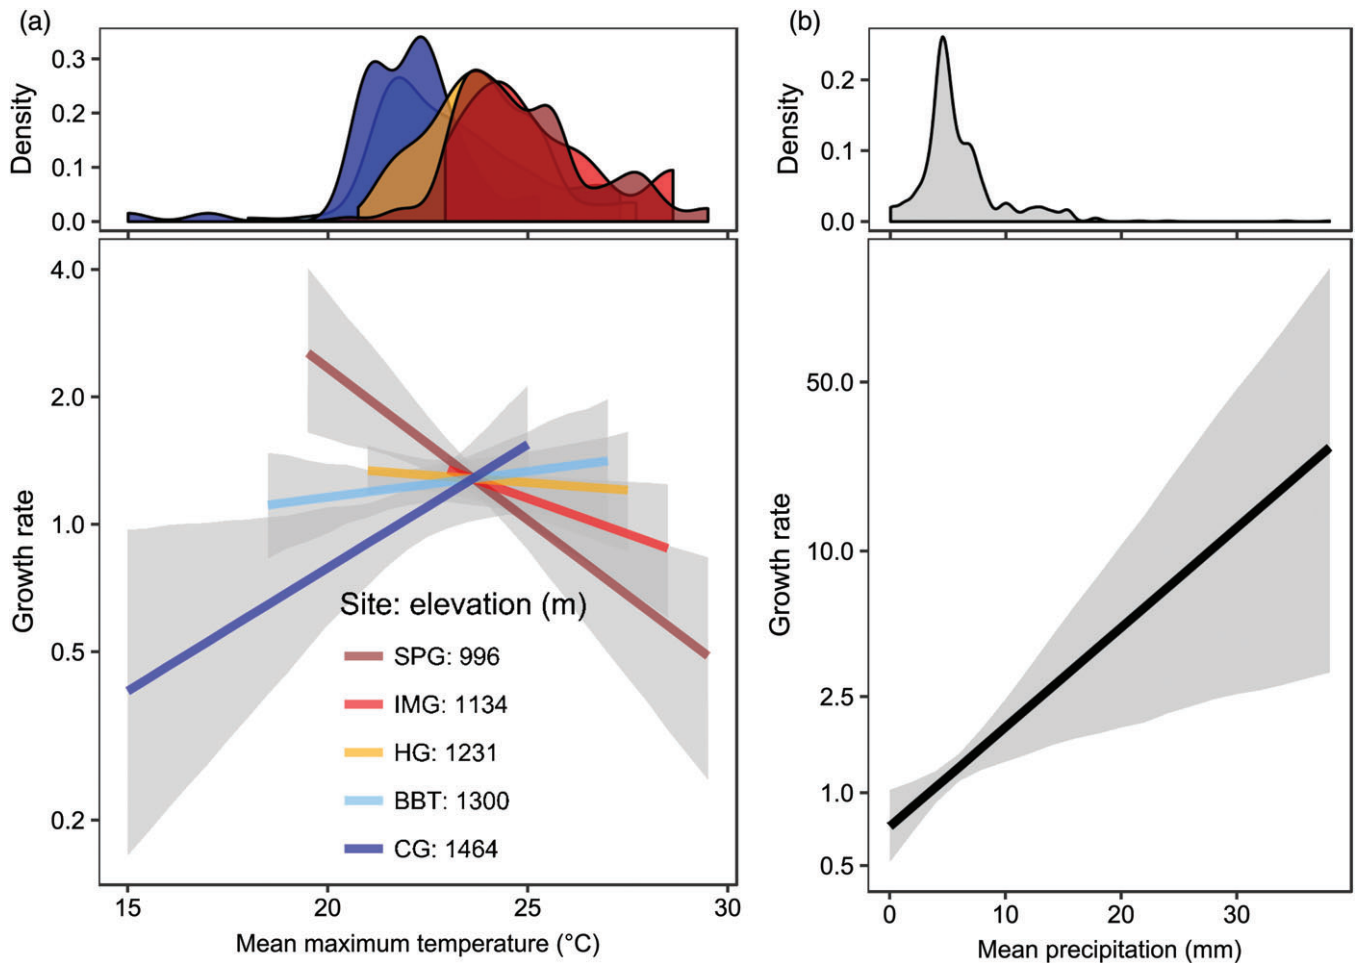 (a)
Density
0.3
0.2
0.1
0.0
Growth rate
4.0
2.0
1.0
0.5
0.2
Site: elevation (m)
SPG: 996
IMG: 1134
HG: 1231
BBT: 1300
CG: 1464
15 20 25 30
Mean maximum temperature (°C)
(b)
Density
0.2
0.1
0.0
Growth rate
50.0
10.0
2.5
1.0
0.5
0 10 20 30
Mean precipitation (mm)